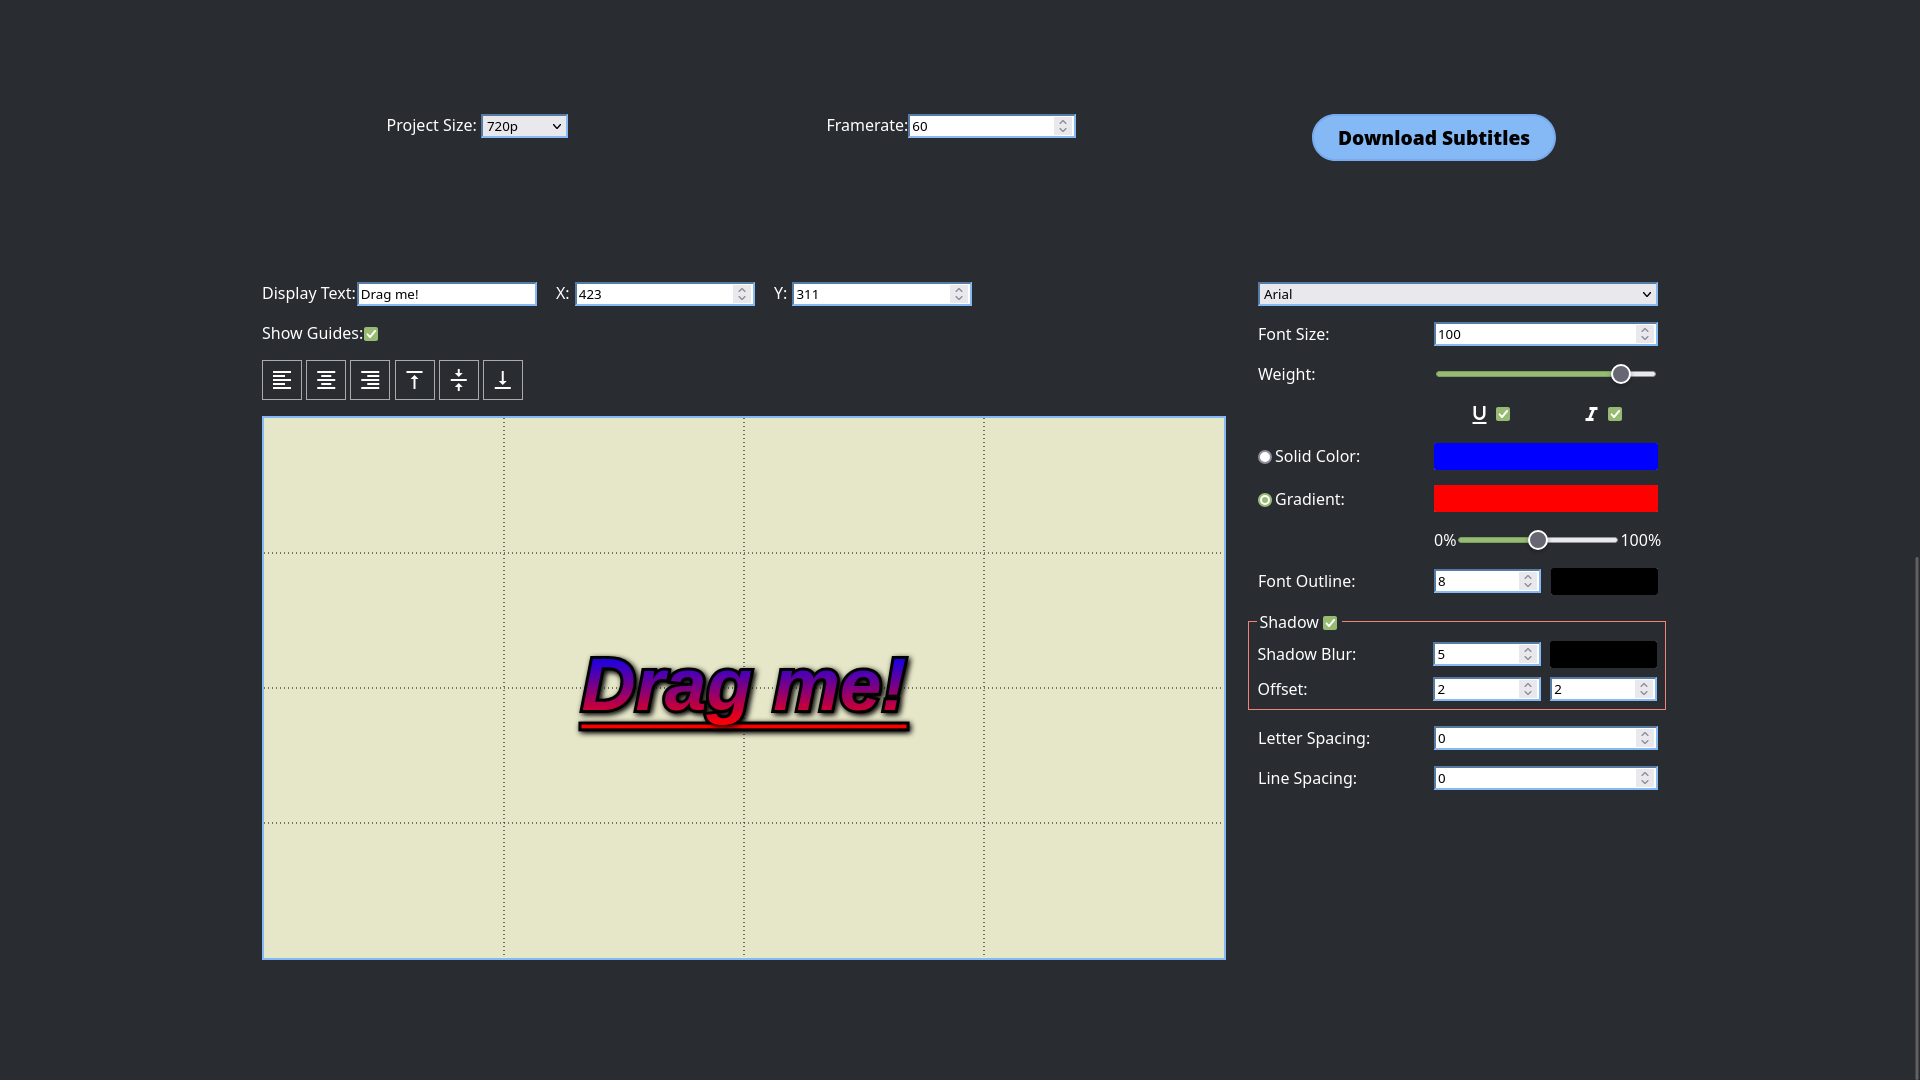 Project Size: 720p
Framerate: 60
Download Subtitles
Display Text: Drag me! X: 423 Y: 311
Show Guides:
Drag me!
Arial
Font Size: 100
Weight:
U I
Solid Color:
Gradient:
0% 100%
Font Outline: 8
Shadow
Shadow Blur: 5
Offset: 2 2
Letter Spacing: 0
Line Spacing: 0